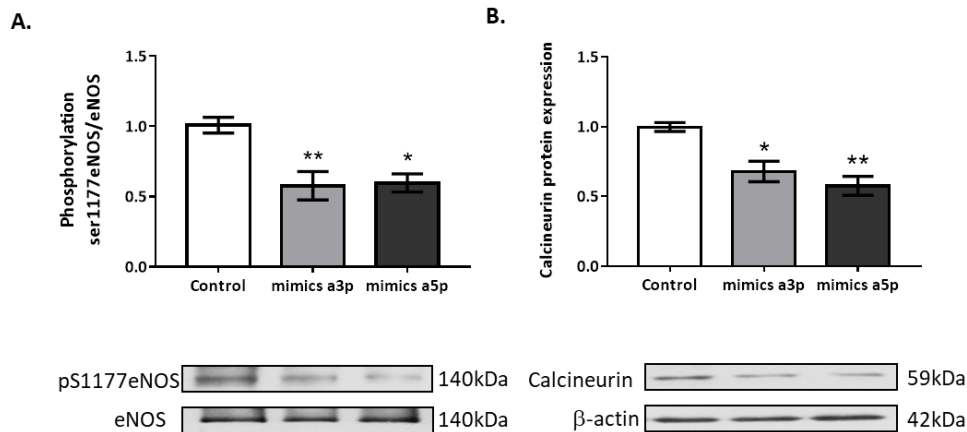 A.
Phosphorylation
ser1177eNOS/eNOS
1.5
1.0
0.5
0.0
**
*
Control
mimics a3p
mimics a5p
pS1177eNOS
140kDa
eNOS
140kDa
B.
Calcineurin protein expression
1.5
1.0
0.5
0.0
*
**
Control
mimics a3p
mimics a5p
Calcineurin
59kDa
β-actin
42kDa